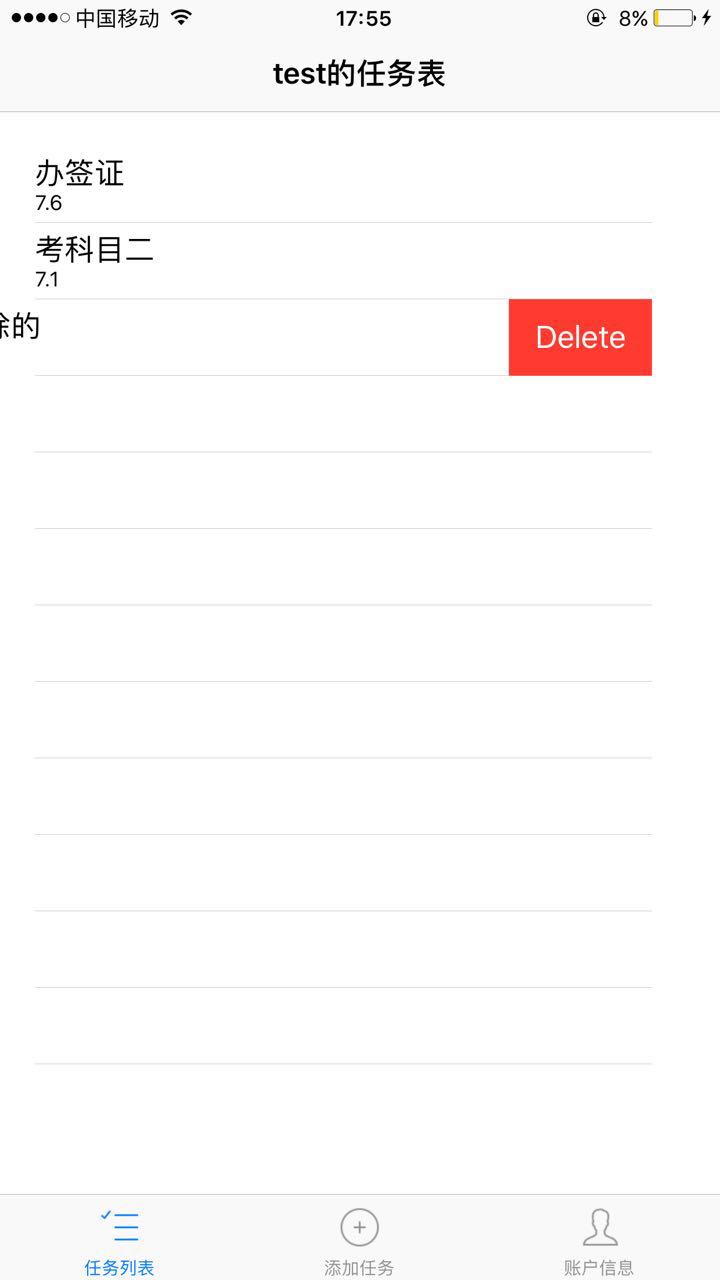 中国移动 17:55 8%
test的任务表
办签证
7.6
考科目二
7.1
除的
Delete
任务列表 添加任务 账户信息